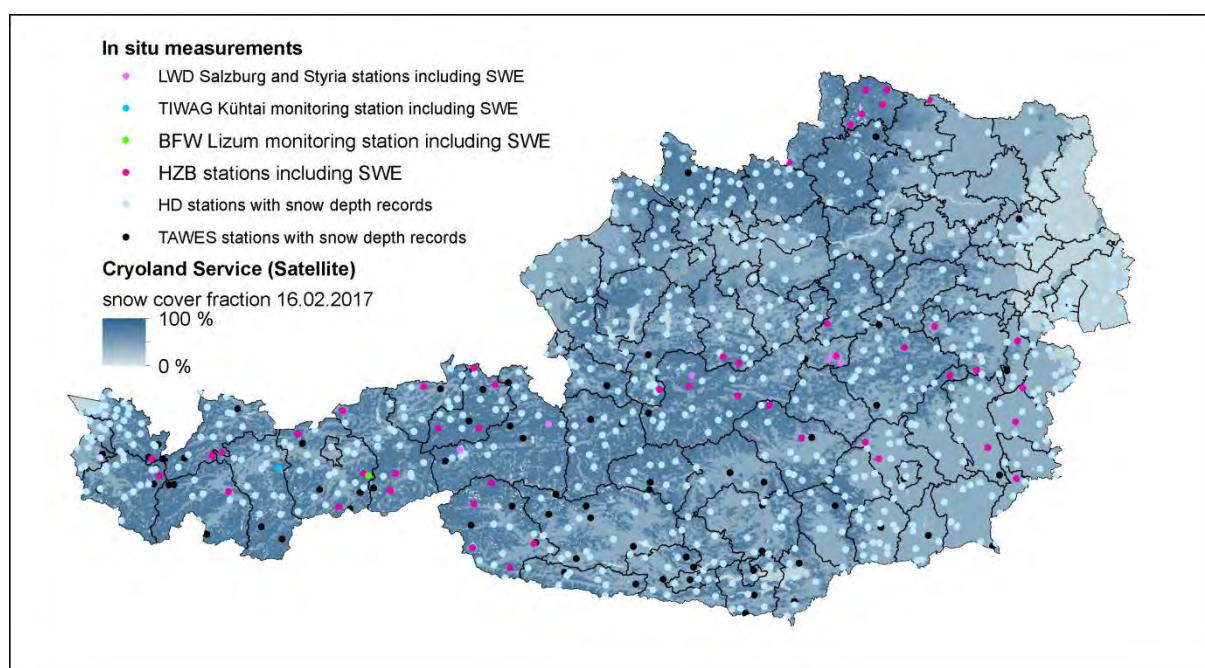 In situ measurements
LWD Salzburg and Styria stations including SWE
TIWAG Kühtai monitoring station including SWE
BFW Lizum monitoring station including SWE
HZB stations including SWE
HD stations with snow depth records
TAWES stations with snow depth records
Cryoland Service (Satellite)
snow cover fraction 16.02.2017
100 %
0 %